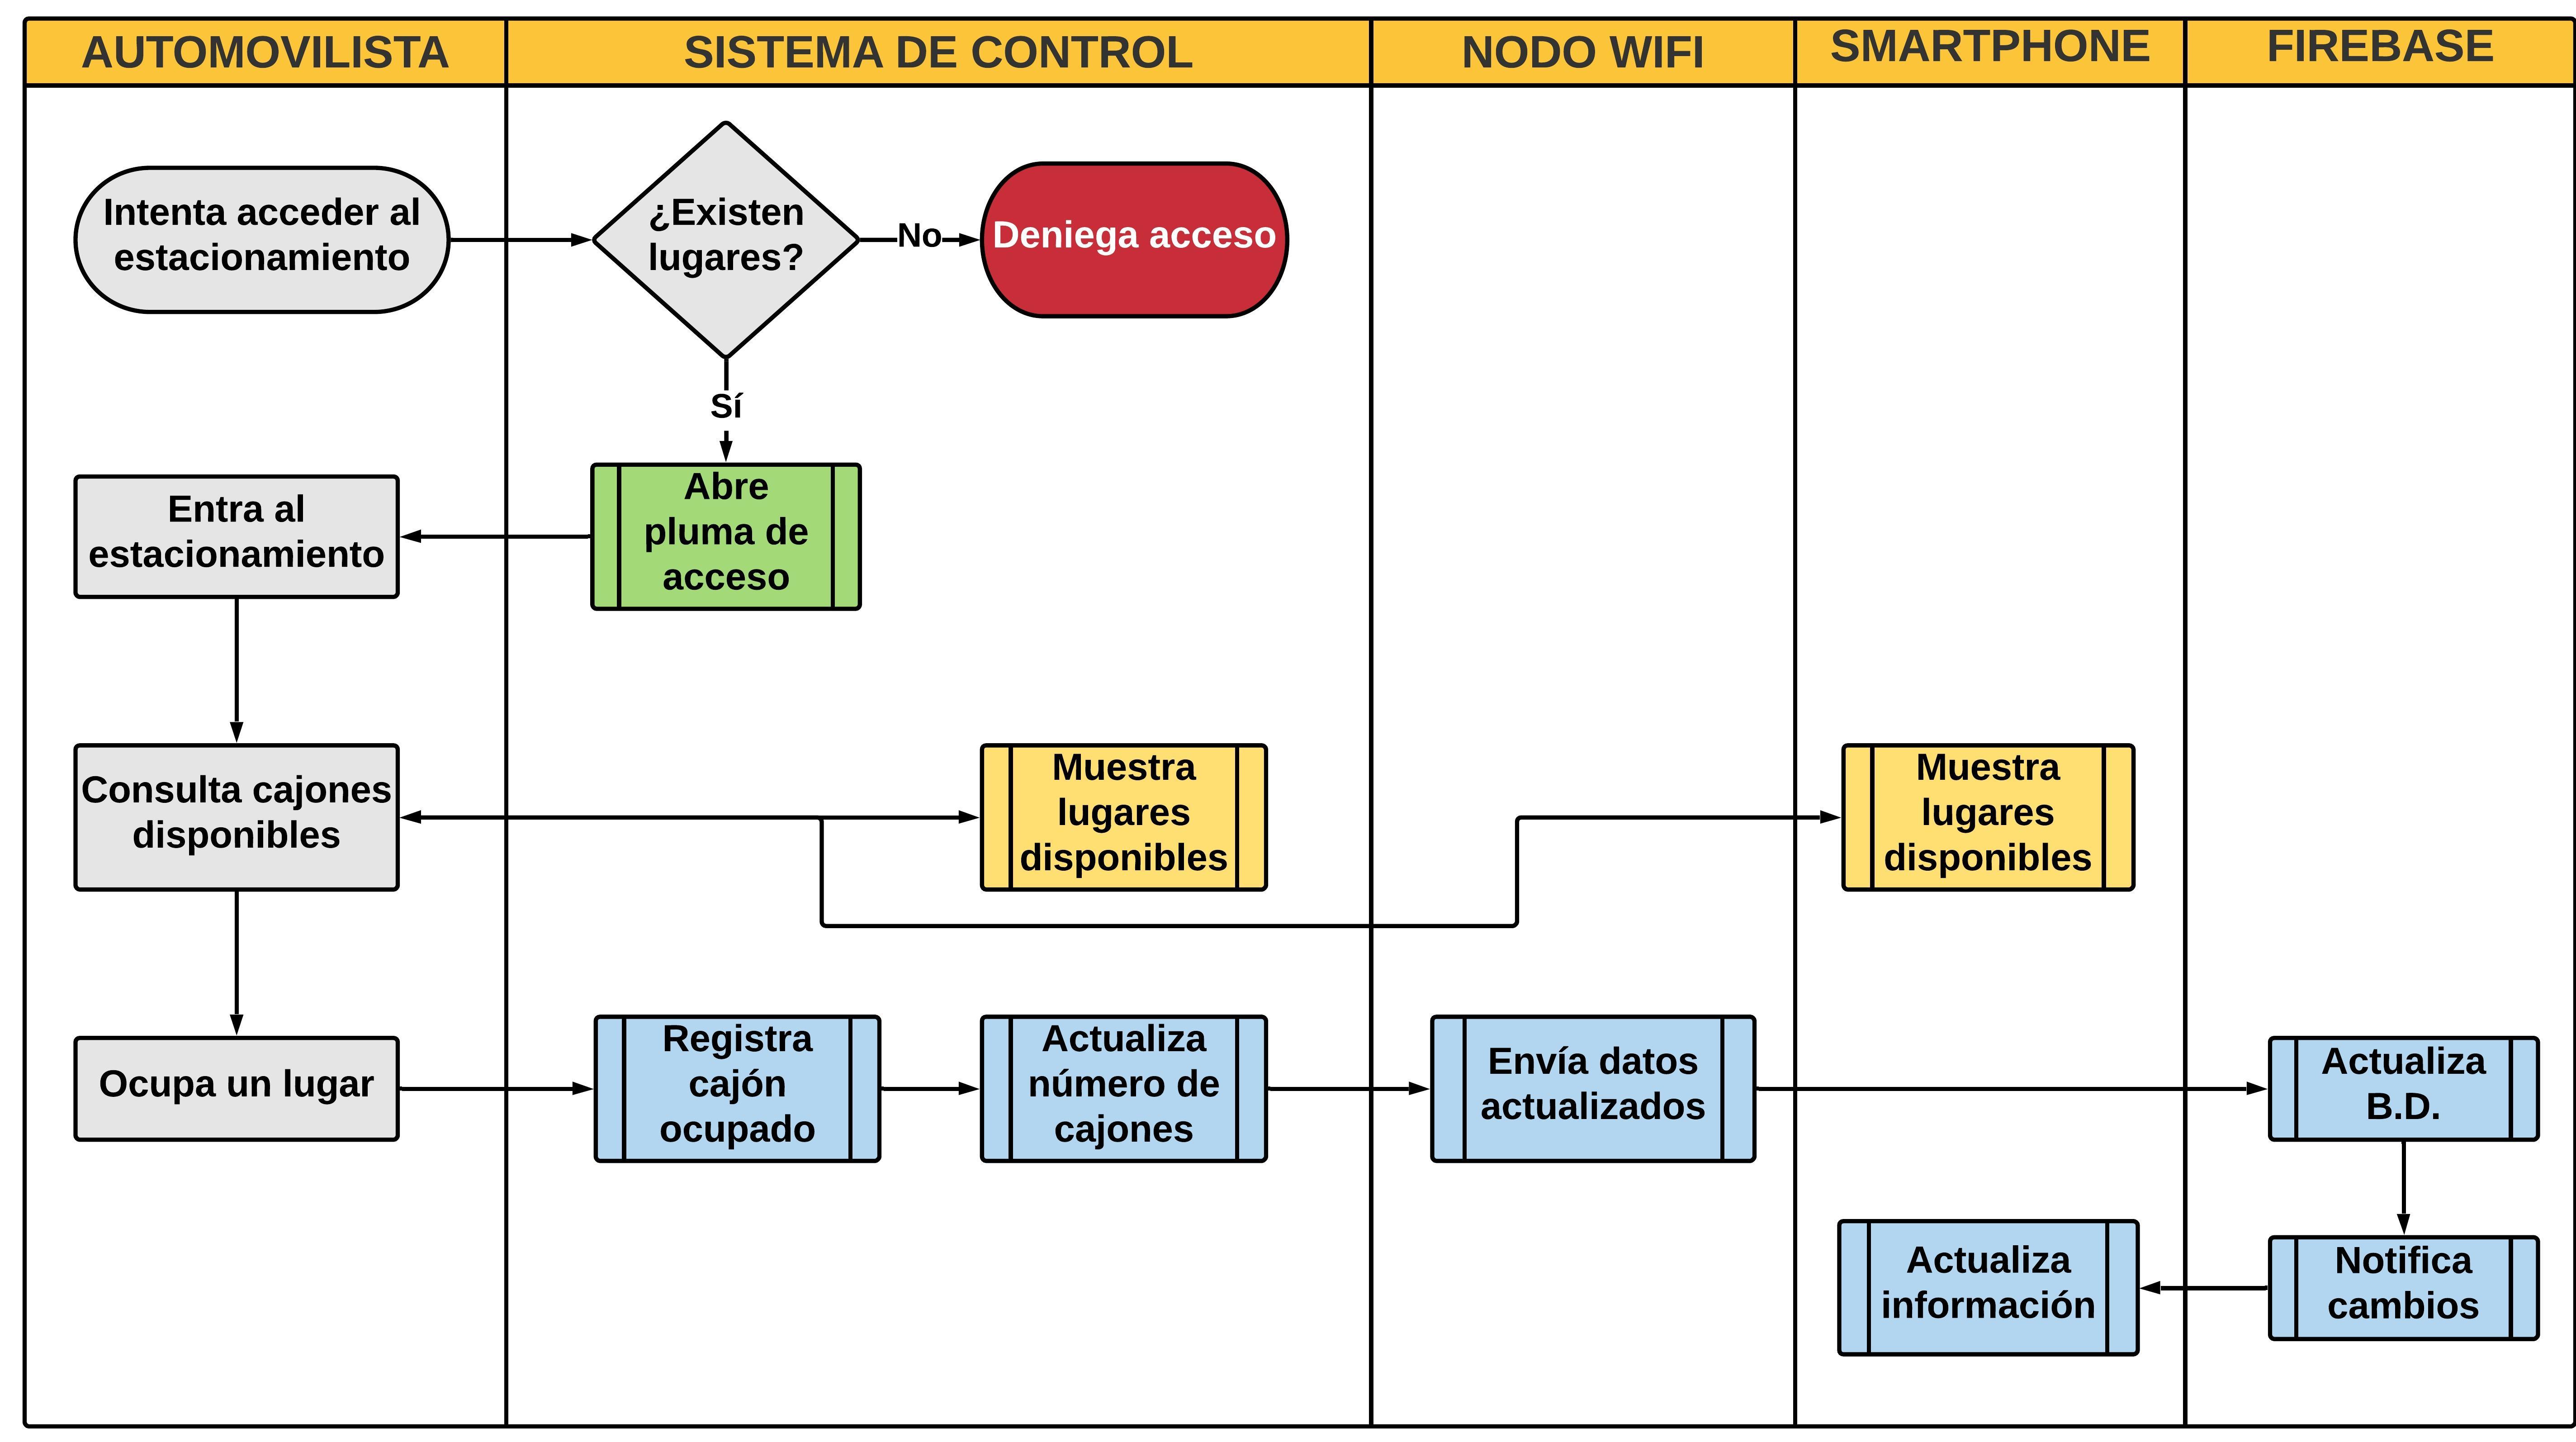 AUTOMOVILISTA
SISTEMA DE CONTROL
NODO WIFI
SMARTPHONE
FIREBASE
Intenta acceder al
estacionamiento
¿Existen
lugares?
No
Deniega acceso
Sí
Entra al
estacionamiento
Abre
pluma de
acceso
Consulta cajones
disponibles
Muestra
lugares
disponibles
Muestra
lugares
disponibles
Ocupa un lugar
Registra
cajón
ocupado
Actualiza
número de
cajones
Envía datos
actualizados
Actualiza
B.D.
Actualiza
información
Notifica
cambios